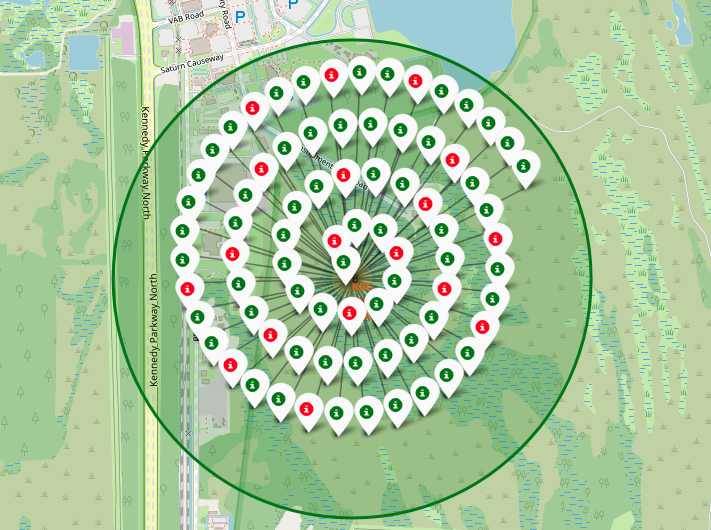 P
P
VAB Road
Saturn Causeway
Kennedy Parkway North
Kennedy Parkway North